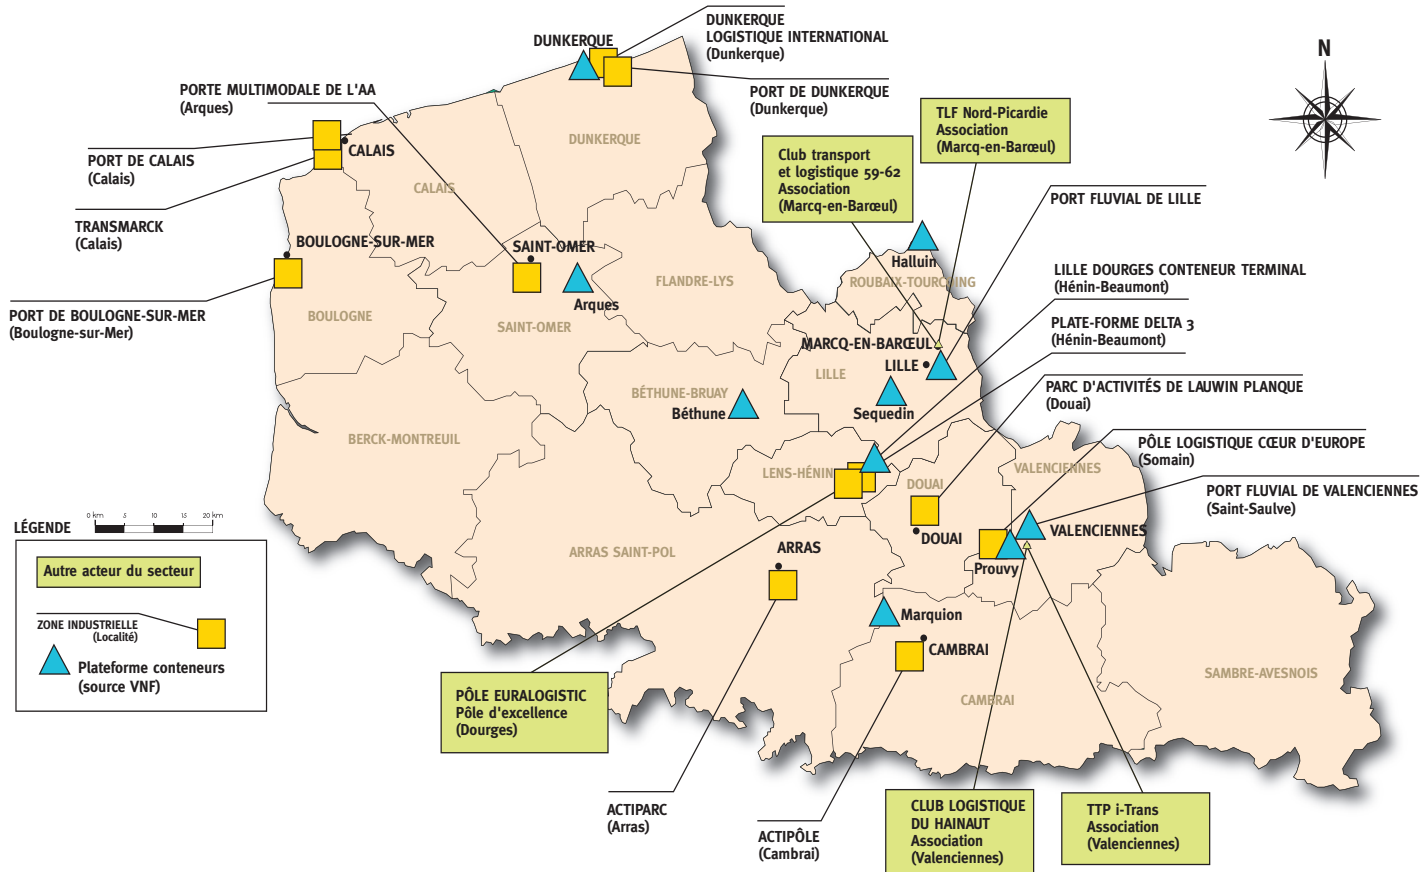 DUNKERQUE
LOGISTIQUE INTERNATIONAL
(Dunkerque)
DUNKERQUE
N
PORTE MULTIMODALE DE L'AA
(Arques)
PORT DE DUNKERQUE
(Dunkerque)
TLF Nord-Picardie
Association
(Marcq-en-Barœul)
DUNKERQUE
PORT DE CALAIS
(Calais)
CALAIS
Club transport
et logistique 59-62
Association
(Marcq-en-Barœul)
CALAIS
PORT FLUVIAL DE LILLE
TRANSMARCK
(Calais)
BOULOGNE-SUR-MER
SAINT-OMER
Halluin
LILLE DOURGES CONTENEUR TERMINAL
(Hénin-Beaumont)
FLANDRE-LYS
ROUBAIX-TOURCOING
Arques
PORT DE BOULOGNE-SUR-MER
(Boulogne-sur-Mer)
BOULOGNE
SAINT-OMER
PLATE-FORME DELTA 3
(Hénin-Beaumont)
MARCQ-EN-BARŒUL
LILLE
LILLE
PARC D'ACTIVITÉS DE LAUWIN PLANQUE
(Douai)
BÉTHUNE-BRUAY
Béthune
Sequedin
BERCK-MONTREUIL
PÔLE LOGISTIQUE CŒUR D'EUROPE
(Somain)
LENS-HÉNIN
DOUAI
VALENCIENNES
PORT FLUVIAL DE VALENCIENNES
(Saint-Saulve)
LÉGENDE
0 km 5 10 15 20 km
VALENCIENNES
DOUAI
ARRAS SAINT-POL
ARRAS
Prouvy
Autre acteur du secteur
Marquion
ZONE INDUSTRIELLE
(Localité)
CAMBRAI
Plateforme conteneurs
(source VNF)
SAMBRE-AVESNOIS
PÔLE EURALOGISTIC
Pôle d'excellence
(Dourges)
CAMBRAI
ACTIPARC
(Arras)
ACTIPÔLE
(Cambrai)
CLUB LOGISTIQUE
DU HAINAUT
Association
(Valenciennes)
TTP i-Trans
Association
(Valenciennes)